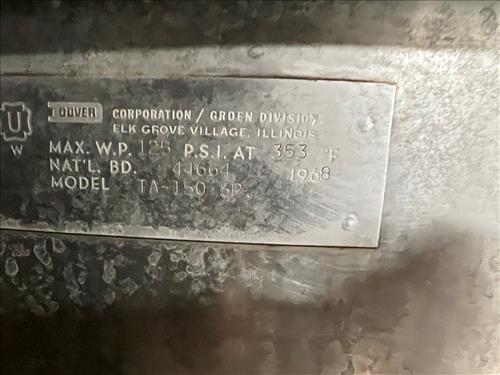 U
W
DOVER CORPORATION / GROEN DIVISION
ELK GROVE VILLAGE, ILLINOIS
MAX. W.P. 125 P.S.I. AT 353 °F
NAT'L. BD. 44664 1968
MODEL TA-150 SP.